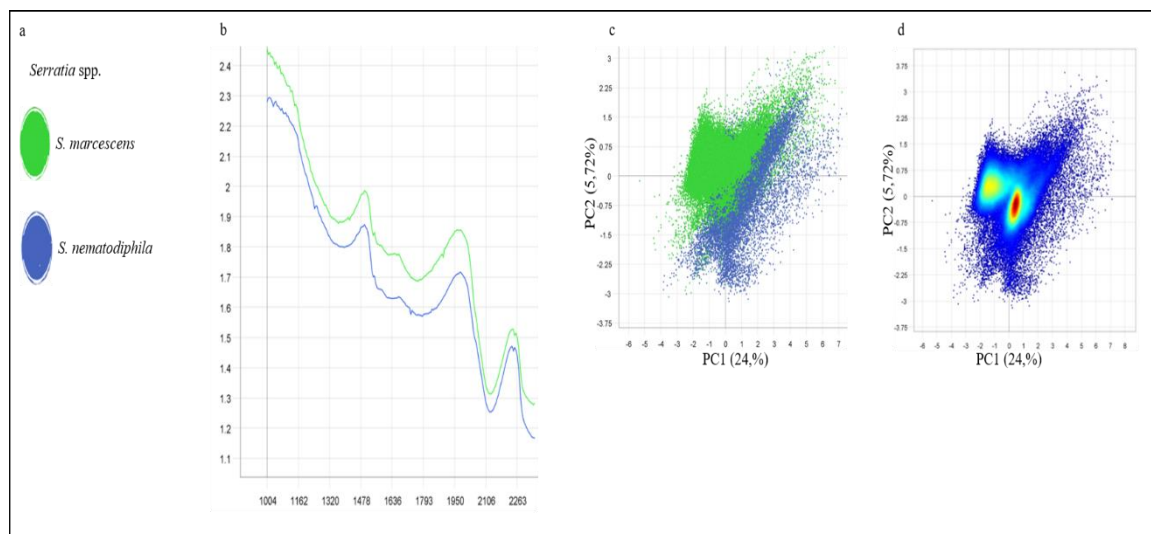 a
Serratia spp.
S. marcescens
S. nematodiphila
b
2.4
2.3
2.2
2.1
2
1.9
1.8
1.7
1.6
1.5
1.4
1.3
1.2
1.1
1004 1162 1320 1478 1636 1793 1950 2106 2263
c
PC2 (5,72%)
3
2.25
1.5
0.75
0
-0.75
-1.5
-2.25
-3
-3.75
-6 -5 -4 -3 -2 -1 0 1 2 3 4 5 6 7
PC1 (24,%)
d
PC2 (5,72%)
3.75
3
2.25
1.5
0.75
0
-0.75
-1.5
-2.25
-3
-3.75
-6 -5 -4 -3 -2 -1 0 1 2 3 4 5 6 7 8
PC1 (24,%)